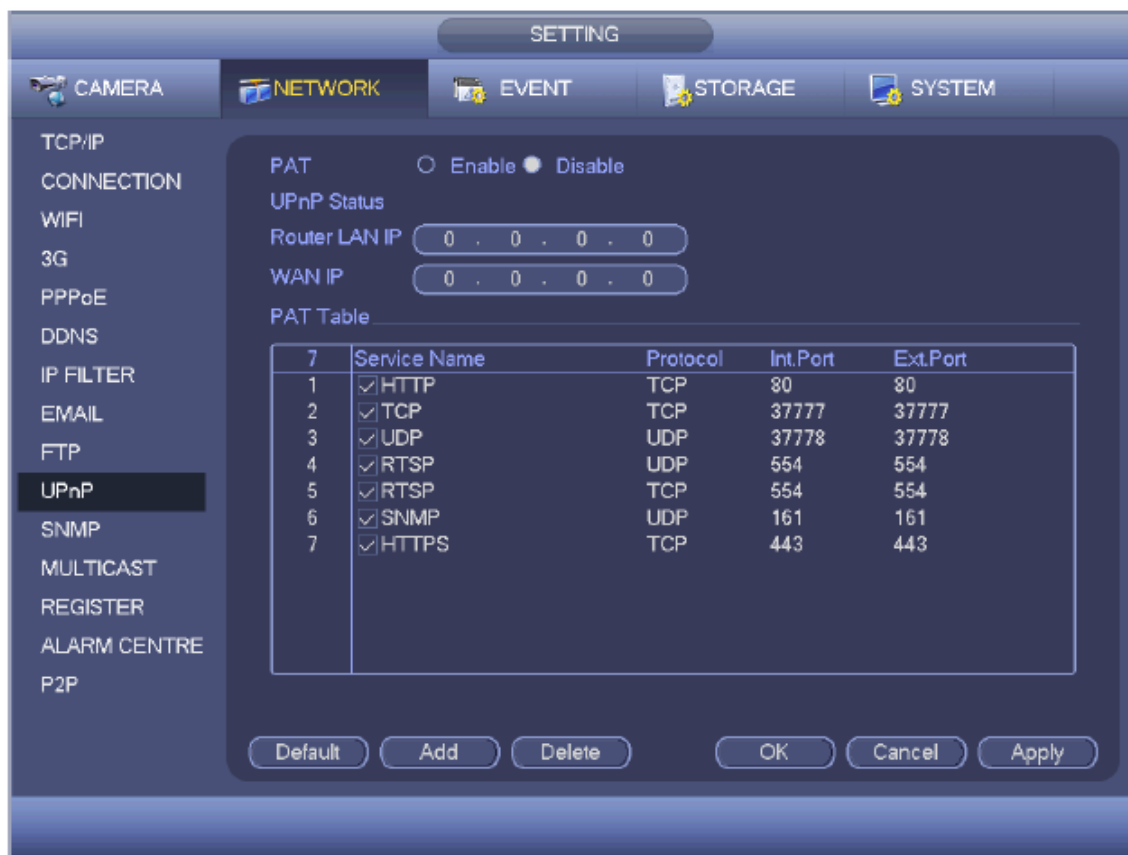 SETTING
CAMERA NETWORK EVENT STORAGE SYSTEM
TCP/IP
CONNECTION
WIFI
3G
PPPoE
DDNS
IP FILTER
EMAIL
FTP
UPnP
SNMP
MULTICAST
REGISTER
ALARM CENTRE
P2P
PAT Enable Disable
UPnP Status
Router LAN IP 0 . 0 . 0 . 0
WAN IP 0 . 0 . 0 . 0
PAT Table
7 Service Name Protocol Int.Port Ext.Port
1 HTTP TCP 80 80
2 TCP TCP 37777 37777
3 UDP UDP 37778 37778
4 RTSP UDP 554 554
5 RTSP TCP 554 554
6 SNMP UDP 161 161
7 HTTPS TCP 443 443
Default Add Delete OK Cancel Apply